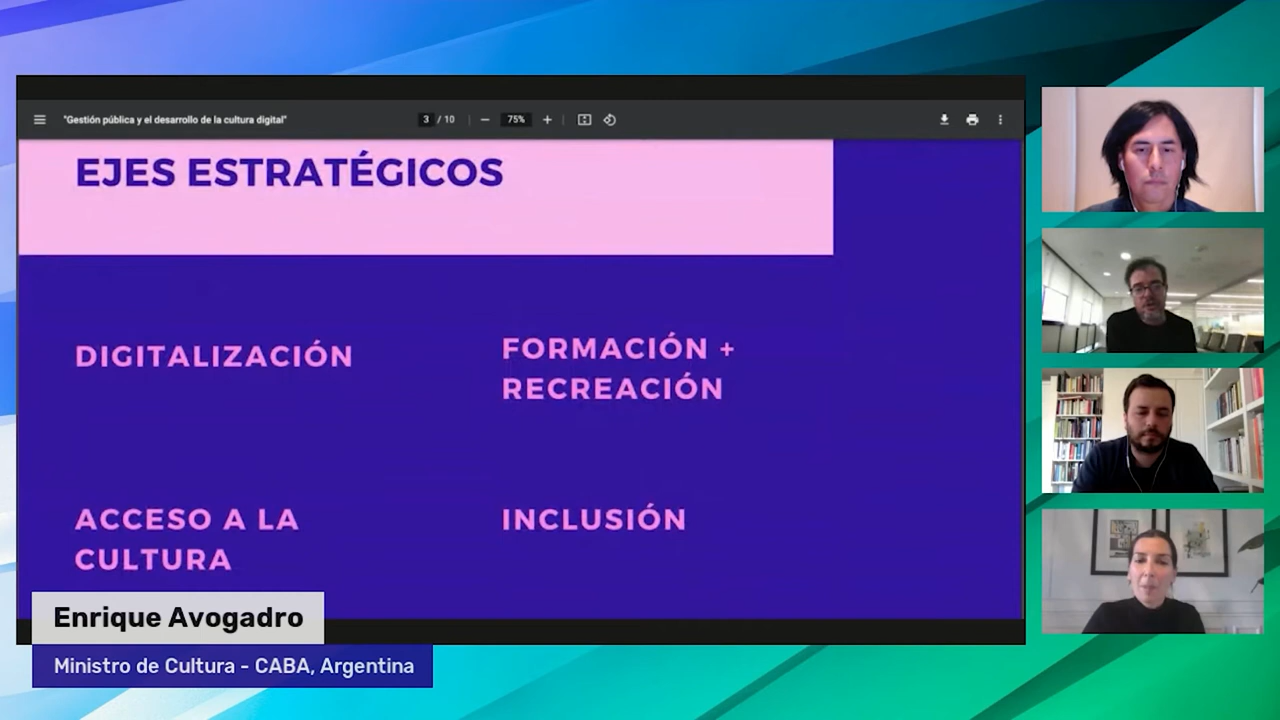 "Gestión pública y el desarrollo de la cultura digital"
3 / 10
75%
EJES ESTRATÉGICOS
DIGITALIZACIÓN
FORMACIÓN +
RECREACIÓN
ACCESO A LA
CULTURA
INCLUSIÓN
Enrique Avogadro
Ministro de Cultura - CABA, Argentina